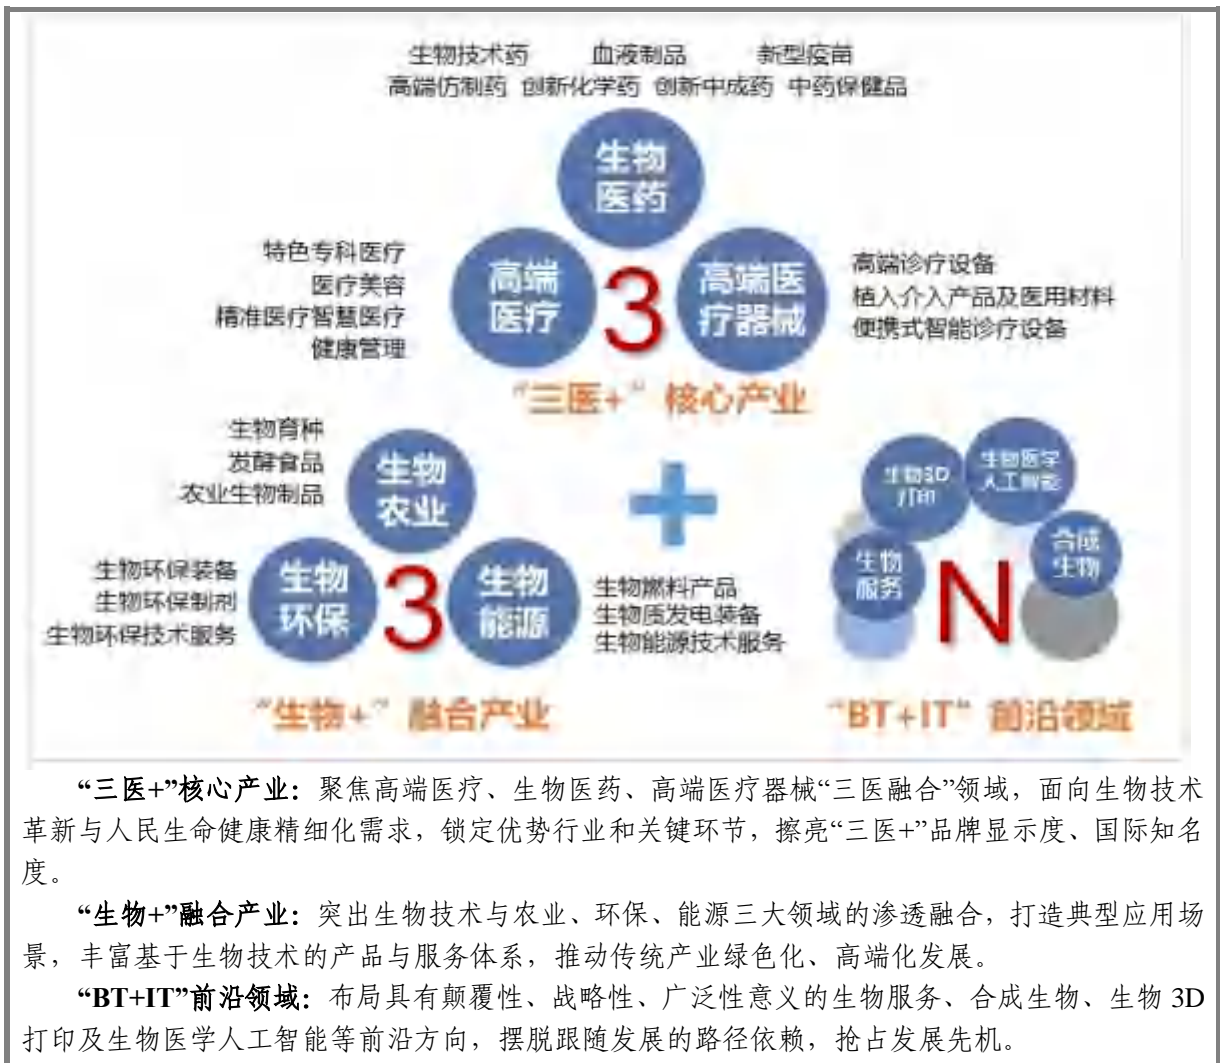 生物技术药 血液制品 新型疫苗
高端仿制药 创新化学药 创新中成药 中药保健品
生物
医药
特色专科医疗
医疗美容
精准医疗智慧医疗
健康管理
高端
医疗
3
高端医
疗器械
高端诊疗设备
植入介入产品及医用材料
便携式智能诊疗设备
“三医+”核心产业
生物育种
发酵食品
农业生物制品
生物
农业
生物环保装备
生物环保制剂
生物环保技术服务
生物
环保
3
生物
能源
生物燃料产品
生物质发电装备
生物能源技术服务
“生物+”融合产业
+
生物3D
打印
生物医学
人工智能
生物
服务
合成
生物
N
“BT+IT”前沿领域
“三医+”核心产业：聚焦高端医疗、生物医药、高端医疗器械“三医融合”领域，面向生物技术
革新与人民生命健康精细化需求，锁定优势行业和关键环节，擦亮“三医+”品牌显示度、国际知名
度。
“生物+”融合产业：突出生物技术与农业、环保、能源三大领域的渗透融合，打造典型应用场
景，丰富基于生物技术的产品与服务体系，推动传统产业绿色化、高端化发展。
“BT+IT”前沿领域：布局具有颠覆性、战略性、广泛性意义的生物服务、合成生物、生物 3D
打印及生物医学人工智能等前沿方向，摆脱跟随发展的路径依赖，抢占发展先机。